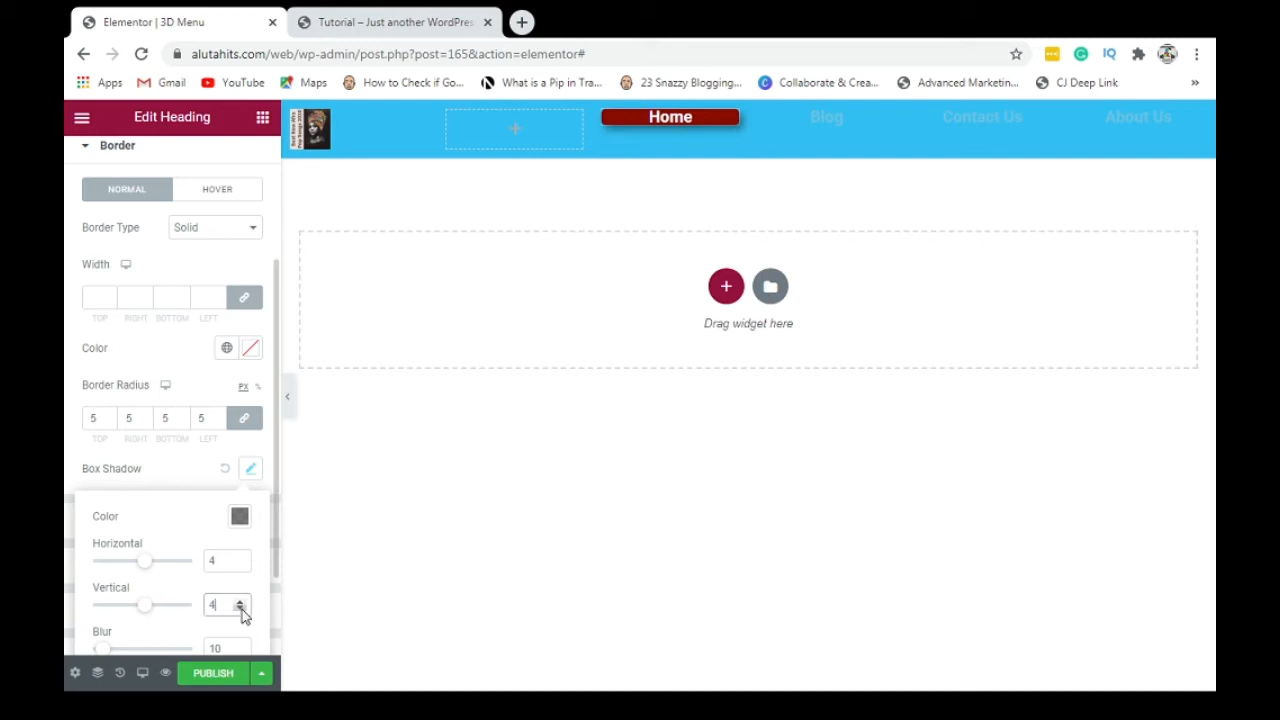 Elementor | 3D Menu
Tutorial – Just another WordPres
alutahits.com/web/wp-admin/post.php?post=165&action=elementor#
Apps
Gmail
YouTube
Maps
How to Check if Go...
What is a Pip in Tra...
23 Snazzy Blogging...
Collaborate & Crea...
Advanced Marketin...
CJ Deep Link
»
Edit Heading
Border
NORMAL
HOVER
Border Type
Solid
Width
TOP
RIGHT
BOTTOM
LEFT
Color
Border Radius
PX
%
5
5
5
5
TOP
RIGHT
BOTTOM
LEFT
Box Shadow
Color
Horizontal
4
Vertical
4
Blur
10
PUBLISH
Home
Blog
Contact Us
About Us
Drag widget here